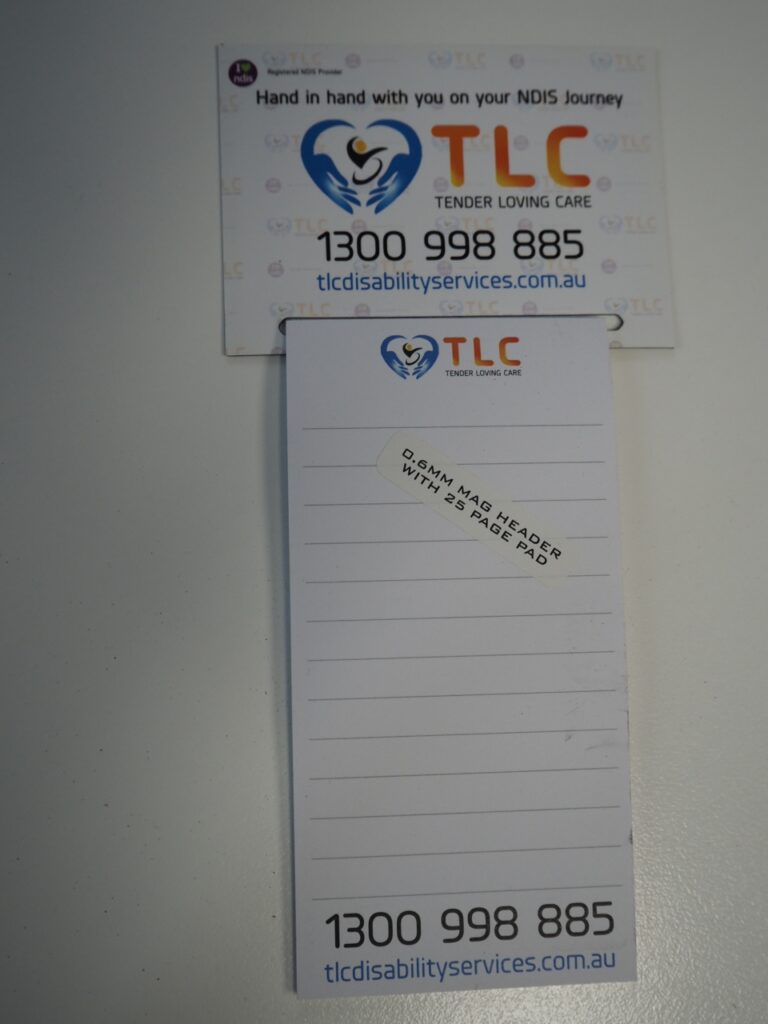 I ndis
Registered NDIS Provider
Hand in hand with you on your NDIS Journey
TLC
TENDER LOVING CARE
1300 998 885
tlcdisabilityservices.com.au
TLC
TENDER LOVING CARE
0.6MM MAG HEADER
WITH 25 PAGE PAD
1300 998 885
tlcdisabilityservices.com.au